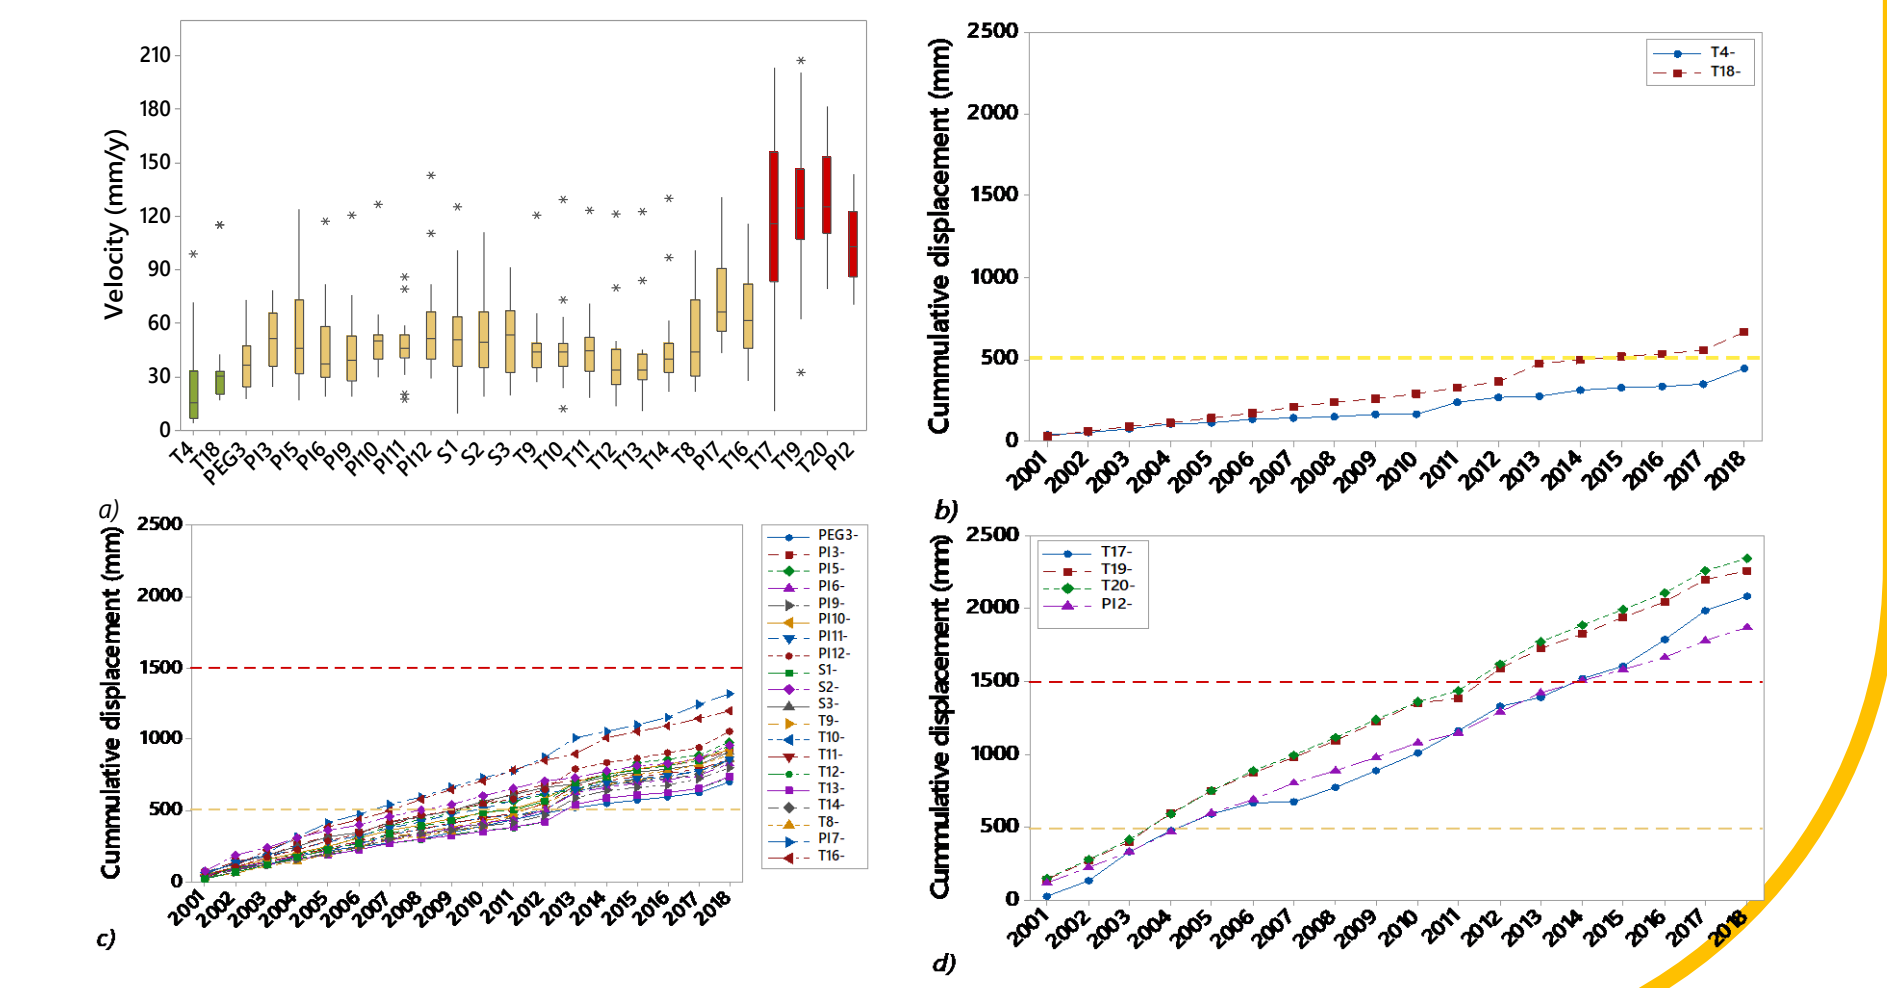 Velocity (mm/y)
210
180
150
120
90
60
30
0
T4
T18
PEG3
PI3
PI5
PI6
PI9
PI10
PI11
PI12
S1
S2
S3
T9
T10
T11
T12
T13
T14
T8
PI7
T16
T17
T19
T20
PI2
a)
Cummulative displacement (mm)
2500
2000
1500
1000
500
0
T4-
T18-
2001
2002
2003
2004
2005
2006
2007
2008
2009
2010
2011
2012
2013
2014
2015
2016
2017
2018
b)
Cummulative displacement (mm)
2500
2000
1500
1000
500
0
2001
2002
2003
2004
2005
2006
2007
2008
2009
2010
2011
2012
2013
2014
2015
2016
2017
2018
PEG3-
PI3-
PI5-
PI6-
PI9-
PI10-
PI11-
PI12-
S1-
S2-
S3-
T9-
T10-
T11-
T12-
T13-
T14-
T8-
PI7-
T16-
c)
Cummulative displacement (mm)
2500
2000
1500
1000
500
0
T17-
T19-
T20-
PI2-
2001
2002
2003
2004
2005
2006
2007
2008
2009
2010
2011
2012
2013
2014
2015
2016
2017
2018
d)